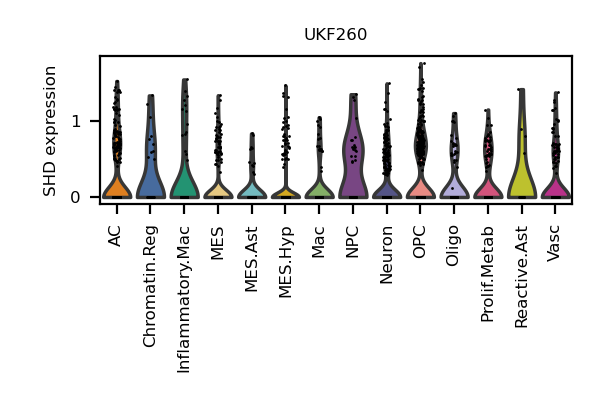 UKF260
SHD expression
1
0
AC
Chromatin.Reg
Inflammatory.Mac
MES
MES.Ast
MES.Hyp
Mac
NPC
Neuron
OPC
Oligo
Prolif.Metab
Reactive.Ast
Vasc